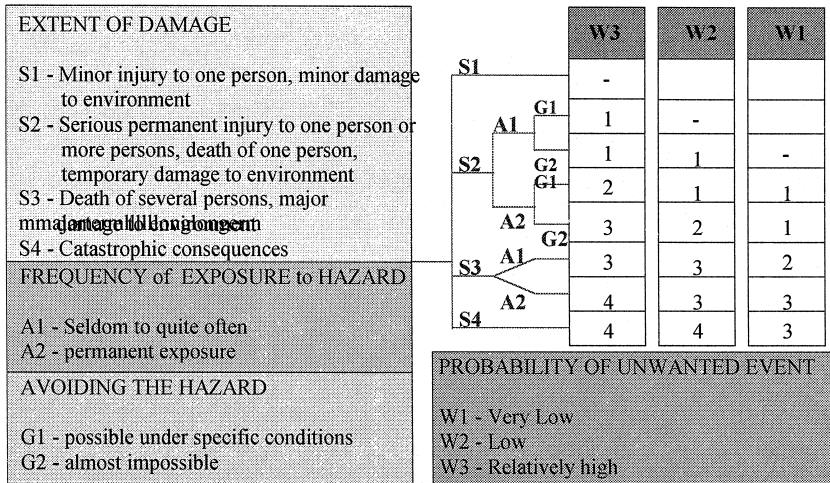 EXTENT OF DAMAGE
S1 - Minor injury to one person, minor damage
to environment
S2 - Serious permanent injury to one person or
more persons, death of one person,
temporary damage to environment
S3 - Death of several persons, major
damage to environment
S4 - Catastrophic consequences
FREQUENCY of EXPOSURE to HAZARD
A1 - Seldom to quite often
A2 - permanent exposure
AVOIDING THE HAZARD
G1 - possible under specific conditions
G2 - almost impossible
W3 W2 W1
S1 -
G1 1 -
A1
S2 G2 1 1 -
G1 2 1 1
A2 G2 3 2 1
S3 A1 3 3 2
A2 4 3 3
S4 4 4 3
PROBABILITY OF UNWANTED EVENT
W1 - Very Low
W2 - Low
W3 - Relatively high